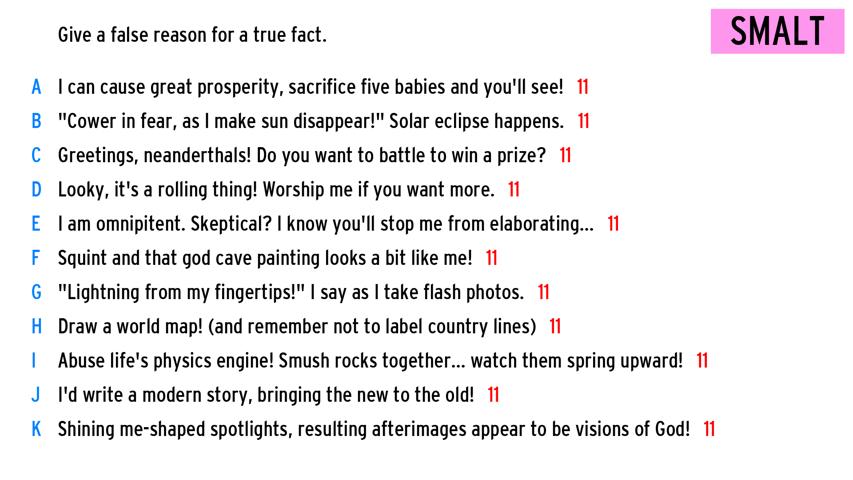 Give a false reason for a true fact.
SMALT
A I can cause great prosperity, sacrifice five babies and you'll see! 11
B "Cower in fear, as I make sun disappear!" Solar eclipse happens. 11
C Greetings, neanderthals! Do you want to battle to win a prize? 11
D Looky, it's a rolling thing! Worship me if you want more. 11
E I am omnipitent. Skeptical? I know you'll stop me from elaborating... 11
F Squint and that god cave painting looks a bit like me! 11
G "Lightning from my fingertips!" I say as I take flash photos. 11
H Draw a world map! (and remember not to label country lines) 11
I Abuse life's physics engine! Smush rocks together... watch them spring upward! 11
J I'd write a modern story, bringing the new to the old! 11
K Shining me-shaped spotlights, resulting afterimages appear to be visions of God! 11